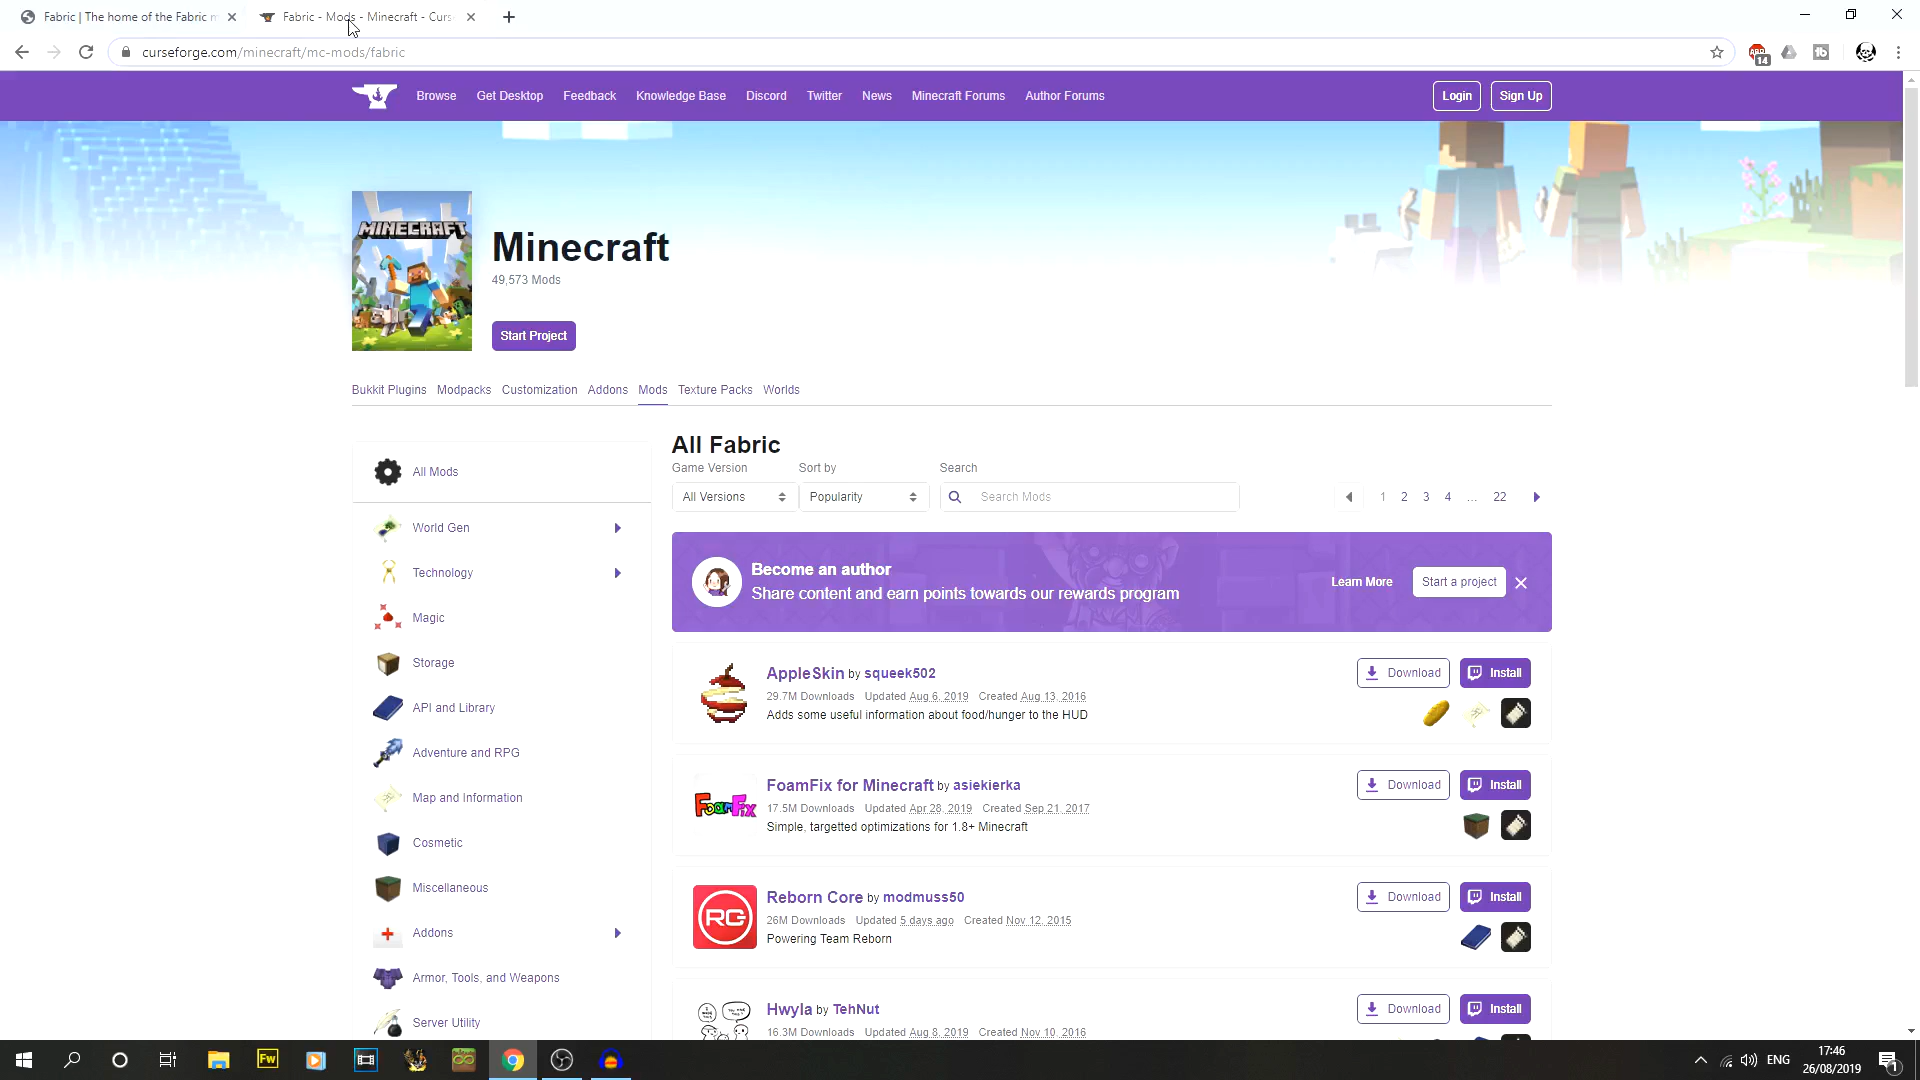 Fabric | The home of the Fabric m
Fabric - Mods - Minecraft - Curse
curseforge.com/minecraft/mc-mods/fabric
14
Browse
Get Desktop
Feedback
Knowledge Base
Discord
Twitter
News
Minecraft Forums
Author Forums
Login
Sign Up
MINECRAFT
Minecraft
49,573 Mods
Start Project
Bukkit Plugins
Modpacks
Customization
Addons
Mods
Texture Packs
Worlds
All Mods
World Gen
Technology
Magic
Storage
API and Library
Adventure and RPG
Map and Information
Cosmetic
Miscellaneous
Addons
Armor, Tools, and Weapons
Server Utility
All Fabric
Game Version
Sort by
Search
All Versions
Popularity
Search Mods
1 2 3 4 ... 22
Become an author
Share content and earn points towards our rewards program
Learn More
Start a project
AppleSkin by squeek502
29.7M Downloads Updated Aug 6, 2019 Created Aug 13, 2016
Adds some useful information about food/hunger to the HUD
Download
Install
FoamFix
FoamFix for Minecraft by asiekierka
17.5M Downloads Updated Apr 28, 2019 Created Sep 21, 2017
Simple, targetted optimizations for 1.8+ Minecraft
Download
Install
RG
Reborn Core by modmuss50
26M Downloads Updated 5 days ago Created Nov 12, 2015
Powering Team Reborn
Download
Install
Hwyla by TehNut
16.3M Downloads Updated Aug 8, 2019 Created Nov 10, 2016
Download
Install
Fw
ENG
17:46
26/08/2019
1